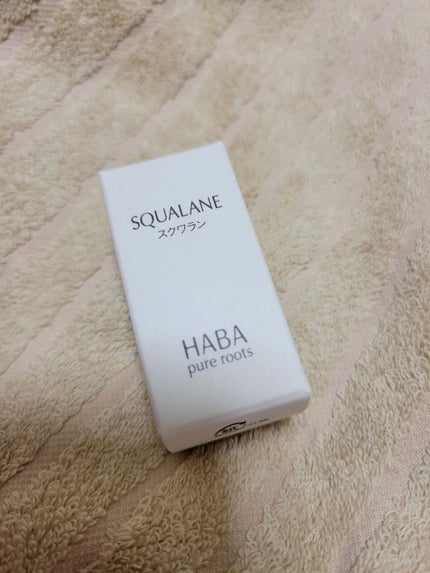 SQUALANE
スクワラン
HABA
pure roots